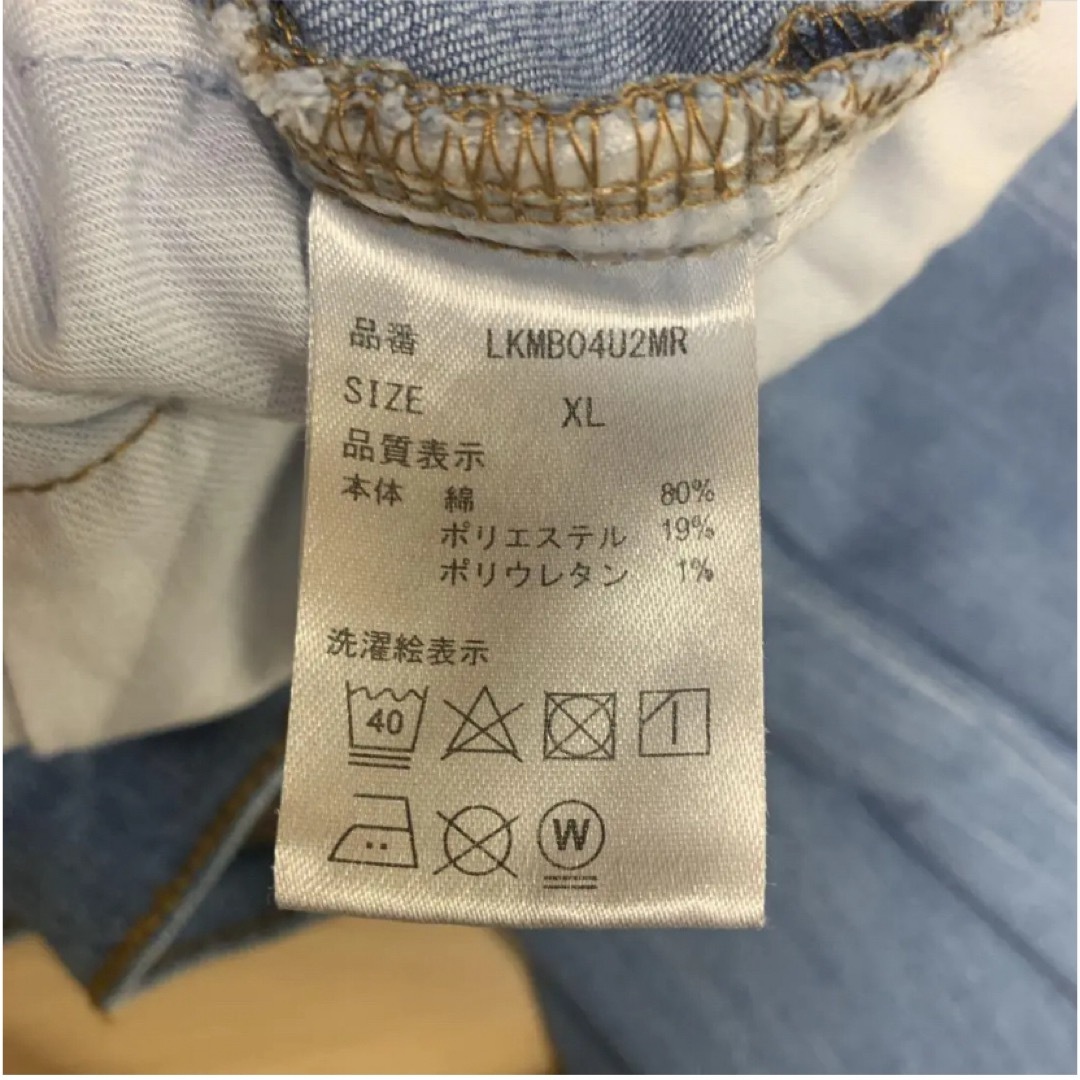 品番 LKMB04U2MR
SIZE XL
品質表示
本体 綿 80%
ポリエステル 19%
ポリウレタン 1%
洗濯絵表示
40
W